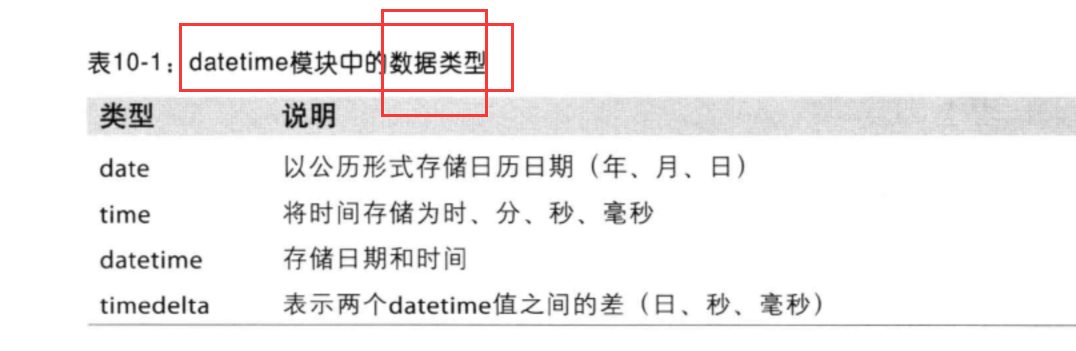 表10-1：datetime模块中的数据类型
类型 说明
date 以公历形式存储日历日期（年、月、日）
time 将时间存储为时、分、秒、毫秒
datetime 存储日期和时间
timedelta 表示两个datetime值之间的差（日、秒、毫秒）